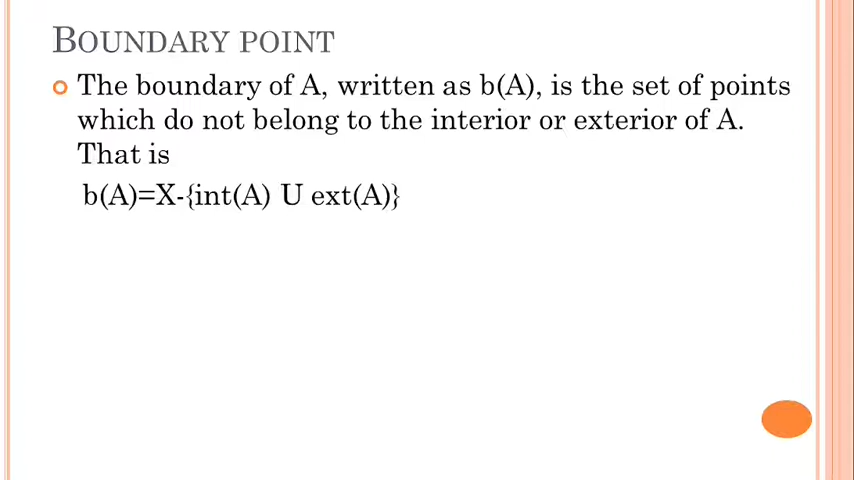 BOUNDARY POINT
The boundary of A, written as b(A), is the set of points
which do not belong to the interior or exterior of A.
That is
b(A)=X-{int(A) U ext(A)}